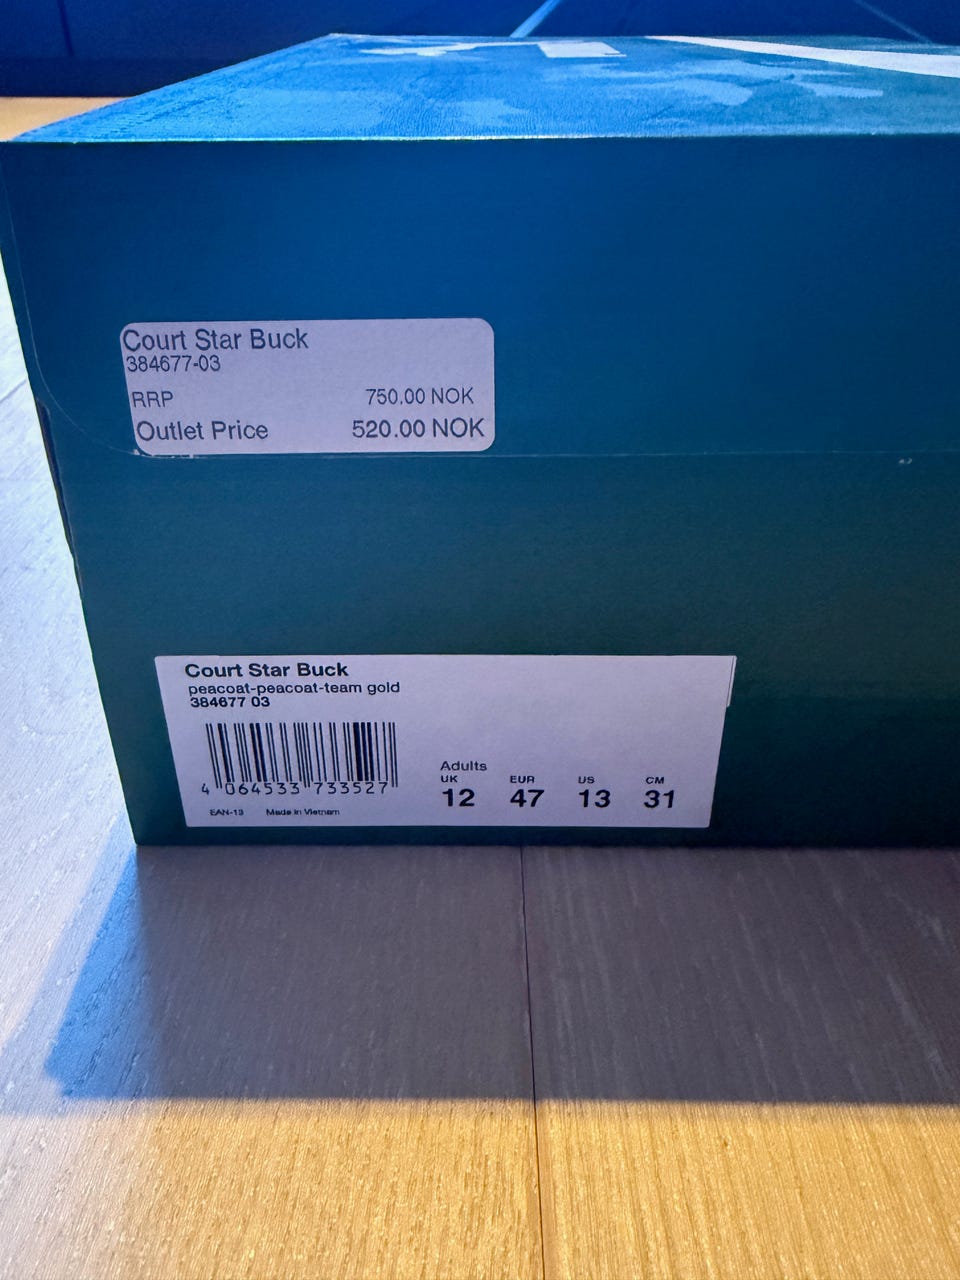 Court Star Buck
384677-03
RRP 750.00 NOK
Outlet Price 520.00 NOK
Court Star Buck
peacoat-peacoat-team gold
384677 03
4 064533 733527
EAN-13 Made in Vietnam
Adults
UK EUR US CM
12 47 13 31